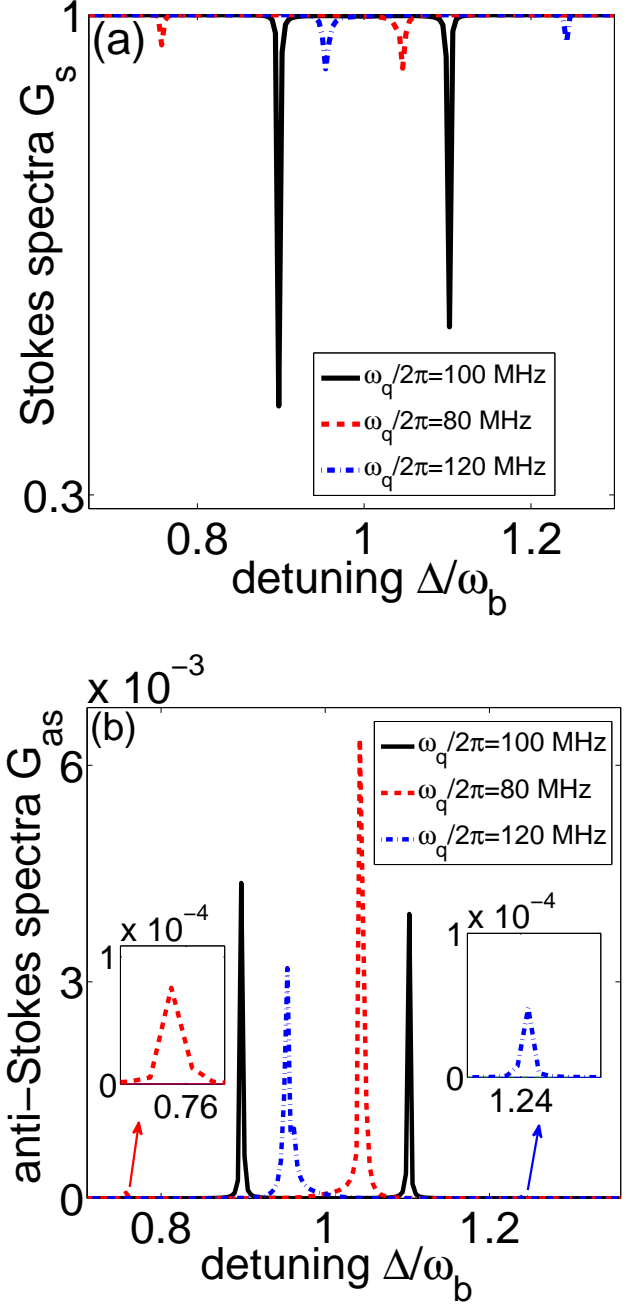 1
(a)
Stokes spectra G_s
ω_q/2π=100 MHz
ω_q/2π=80 MHz
ω_q/2π=120 MHz
0.3
0.8 1 1.2
detuning Δ/ω_b
x 10^−3
(b)
anti−Stokes spectra G_as
ω_q/2π=100 MHz
ω_q/2π=80 MHz
ω_q/2π=120 MHz
6
3
0
x 10^−4
1
0
0.76
x 10^−4
0
0
1.24
0.8 1 1.2
detuning Δ/ω_b